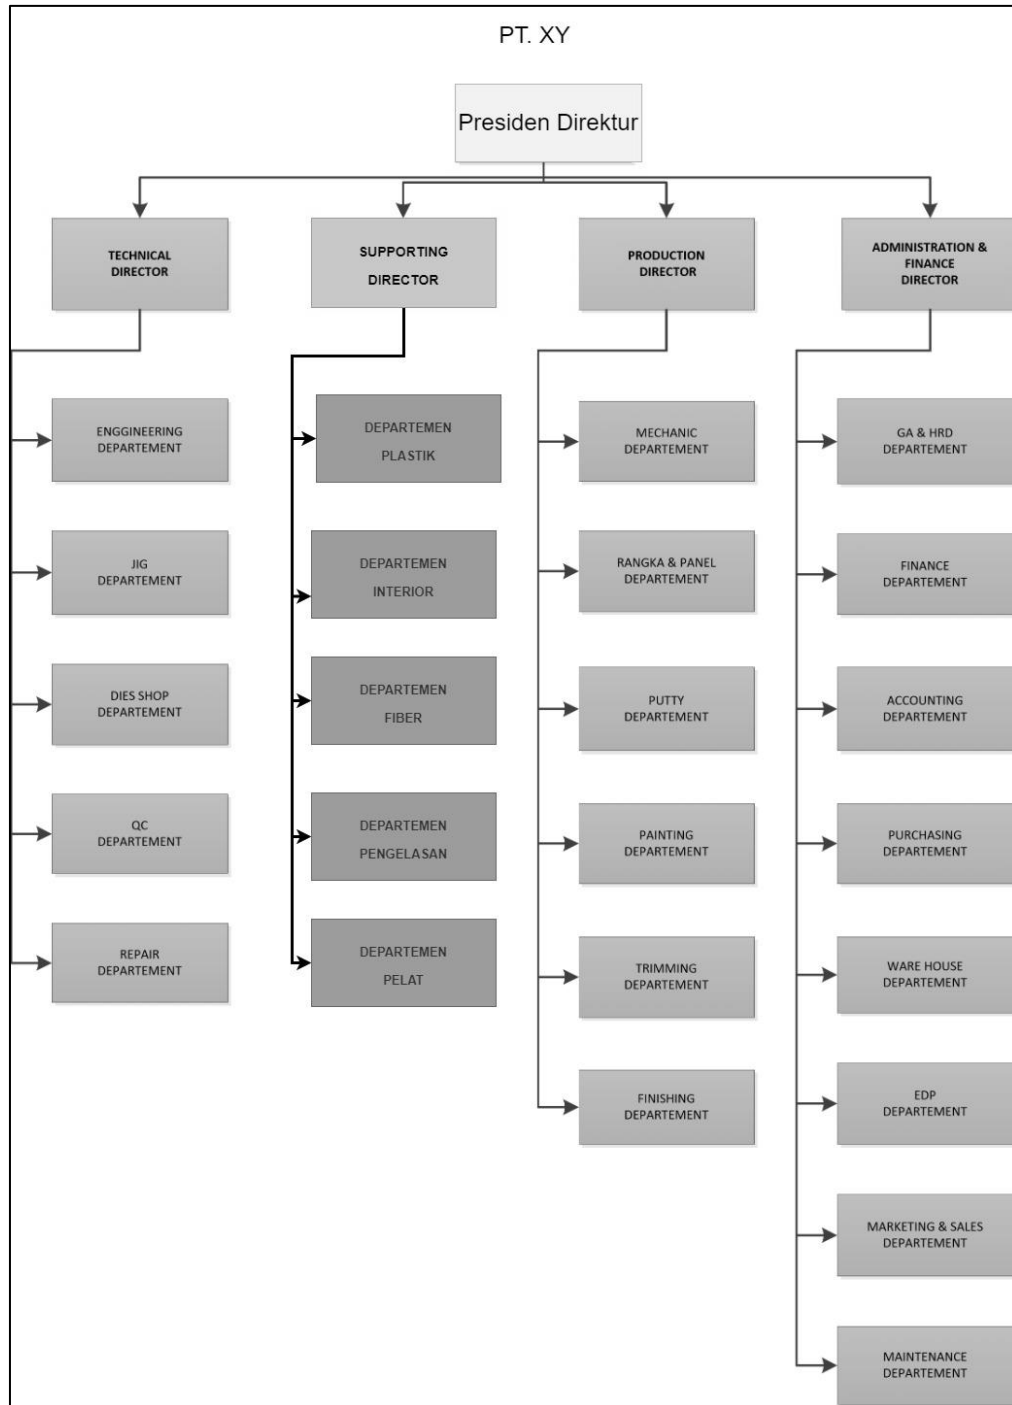 PT. XY
Presiden Direktur
TECHNICAL
DIRECTOR
SUPPORTING
DIRECTOR
PRODUCTION
DIRECTOR
ADMINISTRATION &
FINANCE
DIRECTOR
ENGGINEERING
DEPARTEMENT
JIG
DEPARTEMENT
DIES SHOP
DEPARTEMENT
QC
DEPARTEMENT
REPAIR
DEPARTEMENT
DEPARTEMEN
PLASTIK
DEPARTEMEN
INTERIOR
DEPARTEMEN
FIBER
DEPARTEMEN
PENGELASAN
DEPARTEMEN
PELAT
MECHANIC
DEPARTEMENT
RANGKA & PANEL
DEPARTEMENT
PUTTY
DEPARTEMENT
PAINTING
DEPARTEMENT
TRIMMING
DEPARTEMENT
FINISHING
DEPARTEMENT
GA & HRD
DEPARTEMENT
FINANCE
DEPARTEMENT
ACCOUNTING
DEPARTEMENT
PURCHASING
DEPARTEMENT
WARE HOUSE
DEPARTEMENT
EDP
DEPARTEMENT
MARKETING & SALES
DEPARTEMENT
MAINTENANCE
DEPARTEMENT